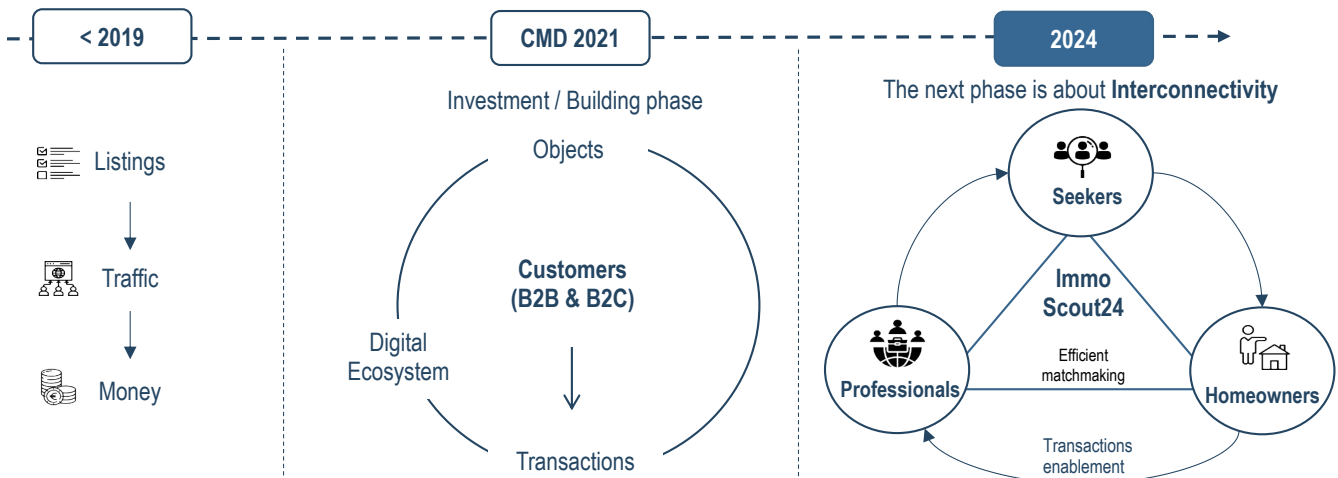 < 2019
Listings
Traffic
Money
CMD 2021
Investment / Building phase
Objects
Customers
(B2B & B2C)
Digital
Ecosystem
Transactions
2024
The next phase is about Interconnectivity
Seekers
Immo
Scout24
Efficient
matchmaking
Professionals
Homeowners
Transactions
enablement